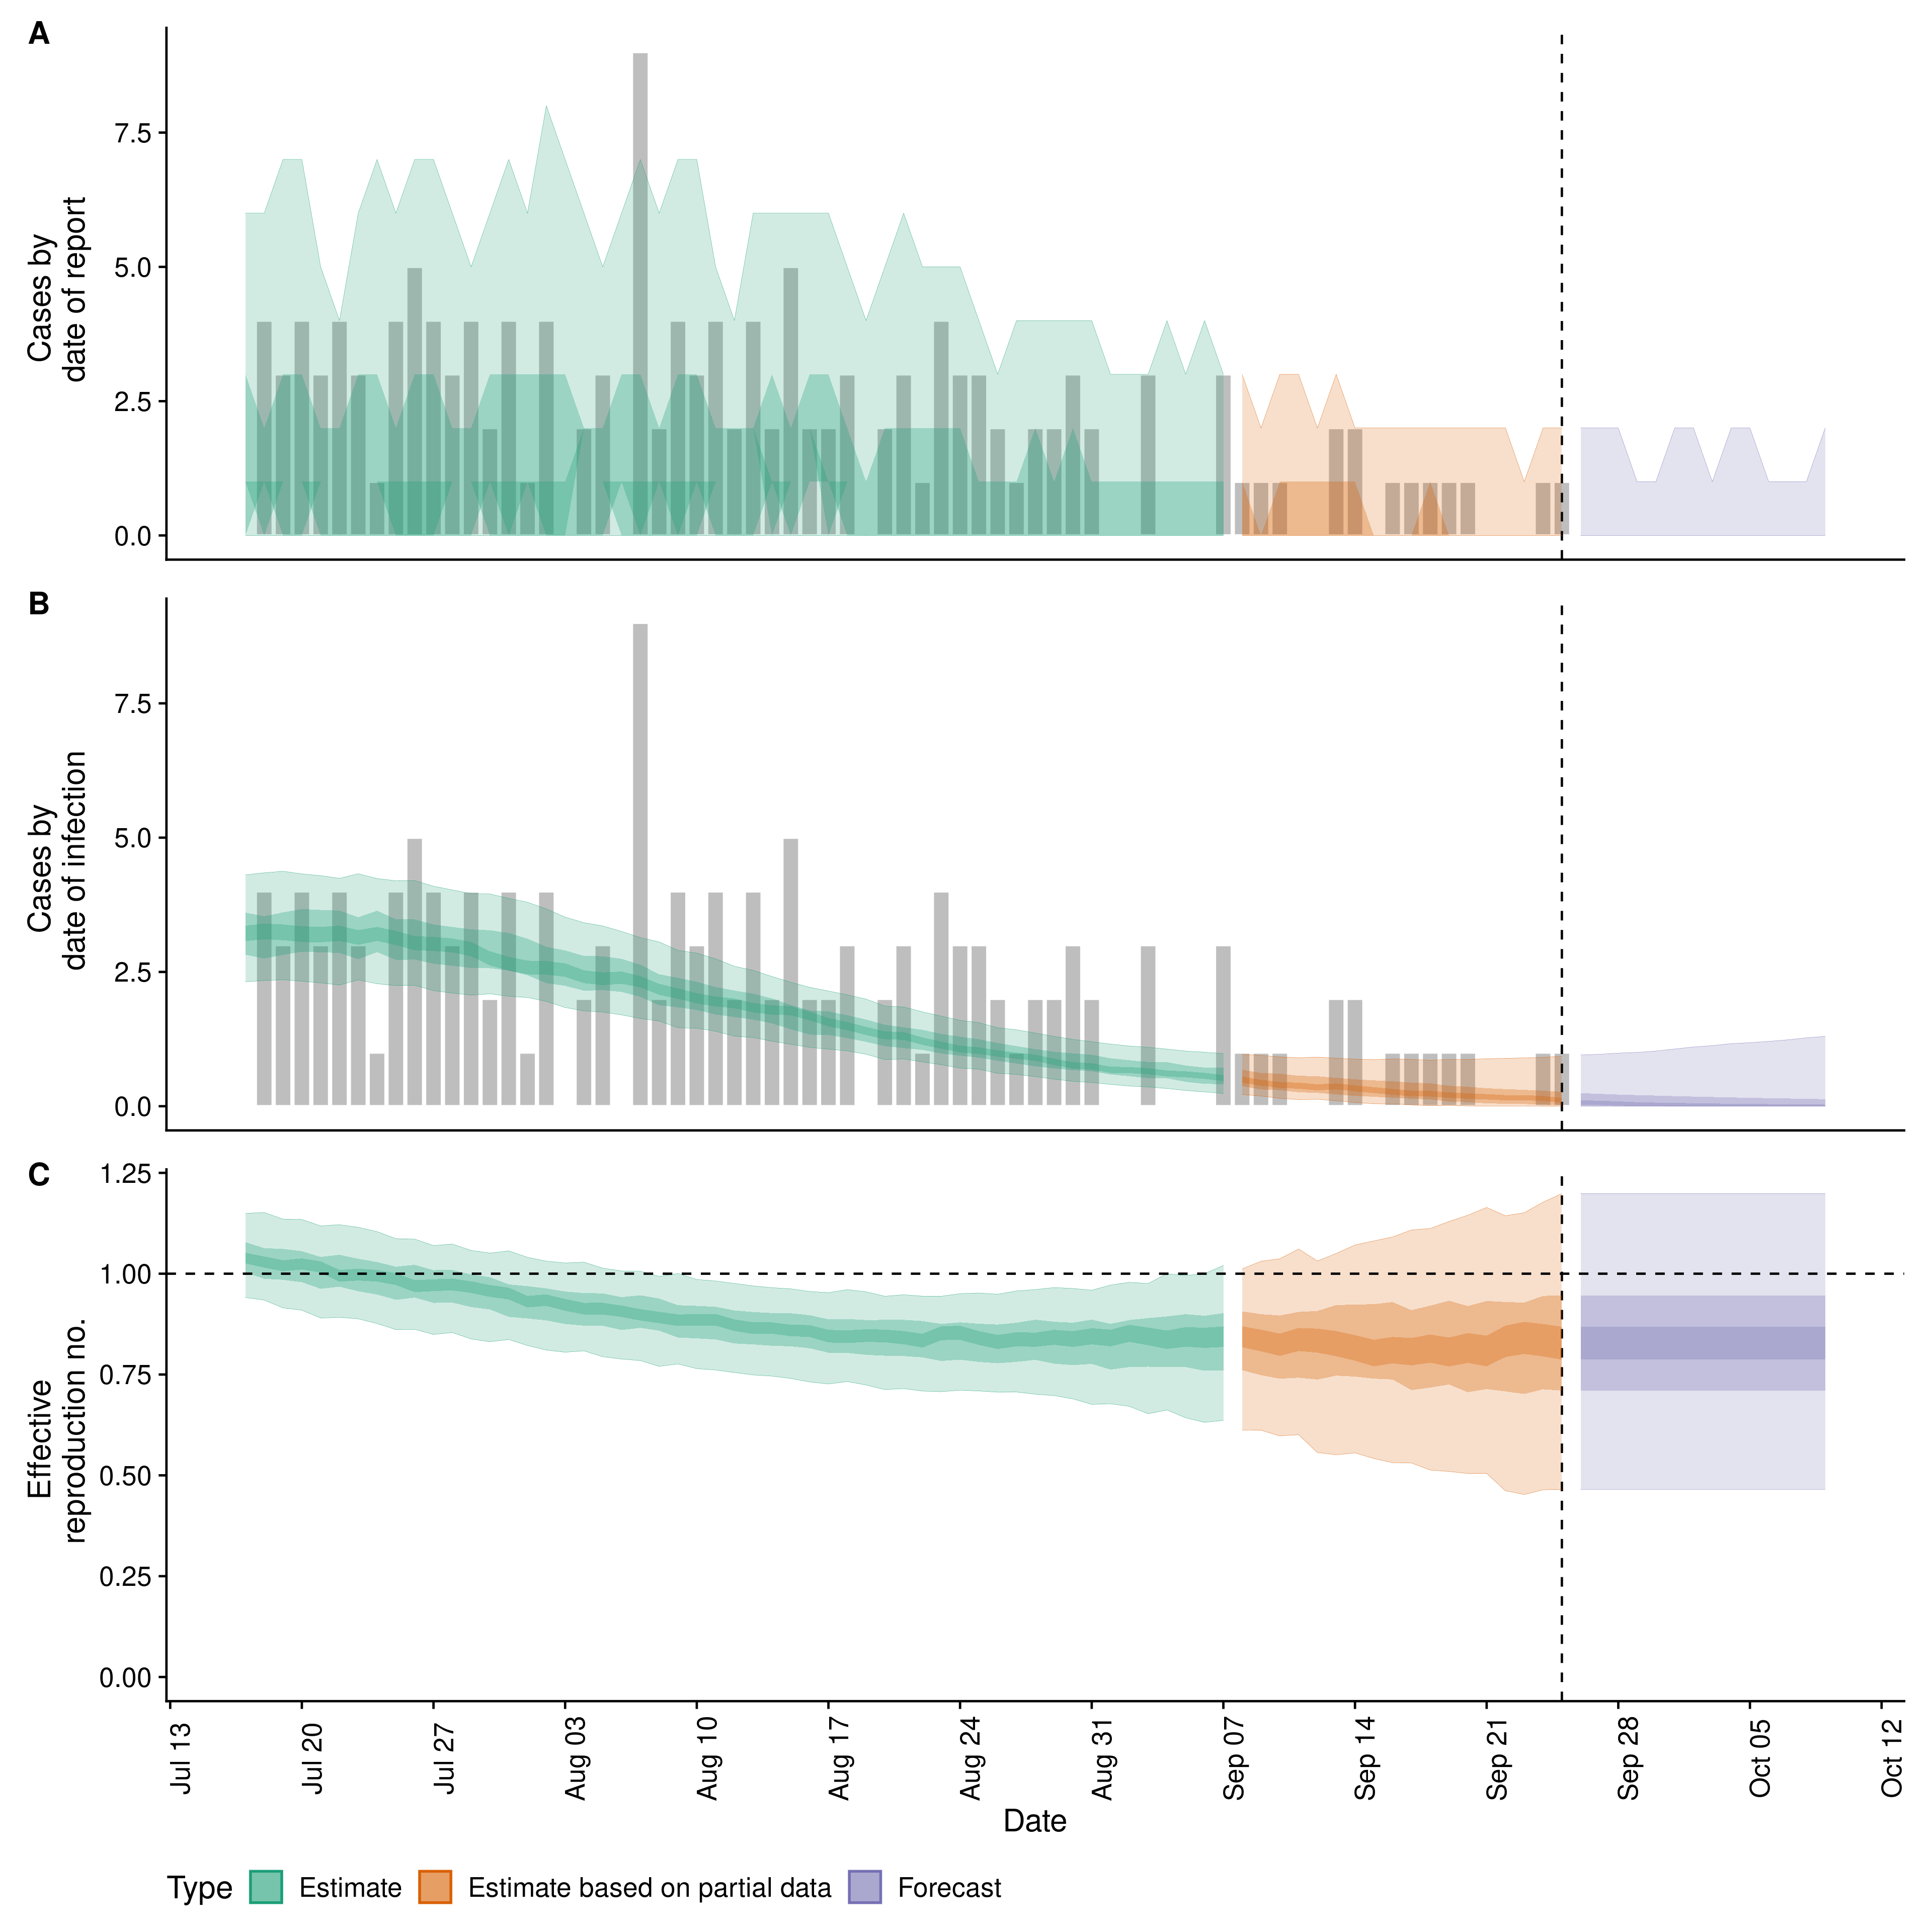 A
Cases by
date of report
7.5
5.0
2.5
0.0
B
Cases by
date of infection
7.5
5.0
2.5
0.0
C
Effective
reproduction no.
1.25
1.00
0.75
0.50
0.25
0.00
Jul 13
Jul 20
Jul 27
Aug 03
Aug 10
Aug 17
Aug 24
Aug 31
Sep 07
Sep 14
Sep 21
Sep 28
Oct 05
Oct 12
Date
Type Estimate Estimate based on partial data Forecast